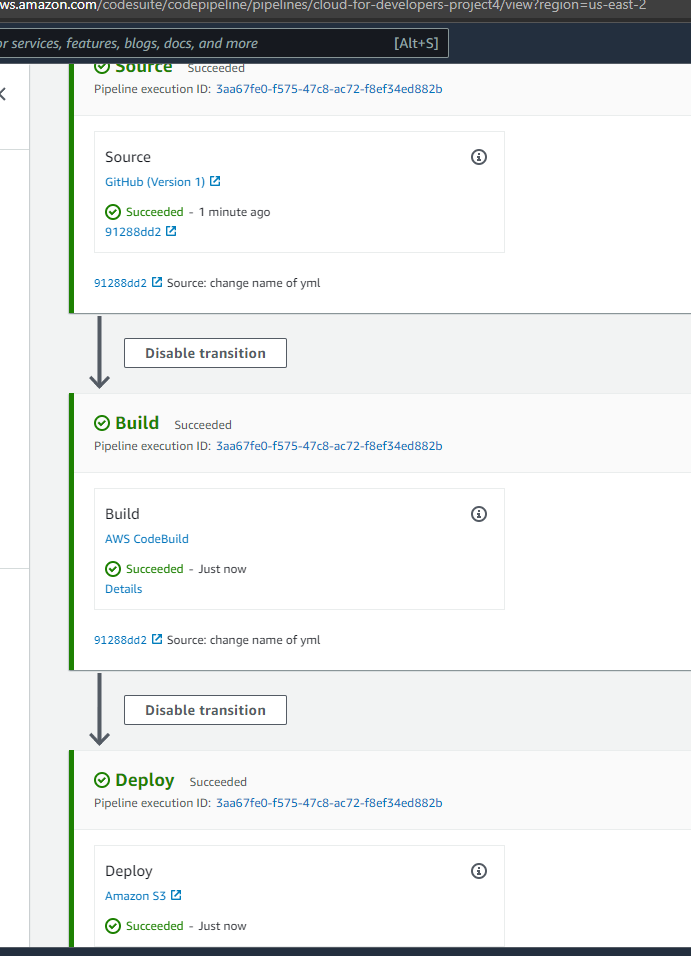 ws.amazon.com/codesuite/codepipeline/pipelines/cloud-for-developers-project4/view?region=us-east-2
or services, features, blogs, docs, and more [Alt+S]
Source Succeeded
Pipeline execution ID: 3aa67fe0-f575-47c8-ac72-f8ef34ed882b
Source
GitHub (Version 1)
Succeeded - 1 minute ago
91288dd2
91288dd2 Source: change name of yml
Disable transition
Build Succeeded
Pipeline execution ID: 3aa67fe0-f575-47c8-ac72-f8ef34ed882b
Build
AWS CodeBuild
Succeeded - Just now
Details
91288dd2 Source: change name of yml
Disable transition
Deploy Succeeded
Pipeline execution ID: 3aa67fe0-f575-47c8-ac72-f8ef34ed882b
Deploy
Amazon S3
Succeeded - Just now